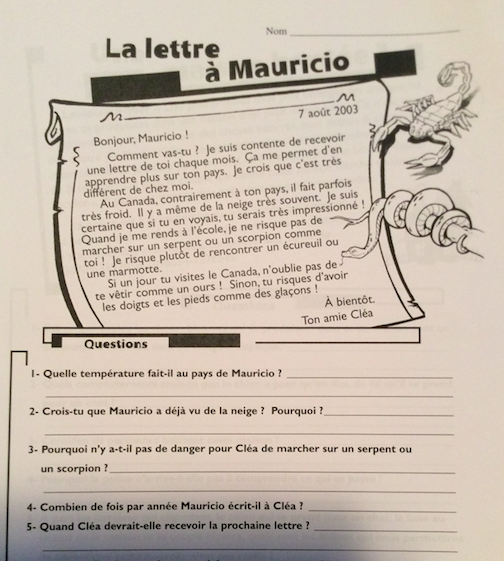 Nom
La lettre
à Mauricio
7 août 2003
Bonjour, Mauricio !
Comment vas-tu ? Je suis contente de recevoir
une lettre de toi chaque mois. Ça me permet d'en
apprendre plus sur ton pays. Je crois que c'est très
différent de chez moi.
Au Canada, contrairement à ton pays, il fait parfois
très froid. Il y a même de la neige très souvent. Je suis
certaine que si tu en voyais, tu serais très impressionné !
Quand je me rends à l'école, je ne risque pas de
marcher sur un serpent ou un scorpion comme
toi ! Je risque plutôt de rencontrer un écureuil ou
une marmotte.
Si un jour tu visites le Canada, n'oublie pas de
te vêtir comme un ours ! Sinon, tu risques d'avoir
les doigts et les pieds comme des glaçons !
À bientôt.
Ton amie Cléa
Questions
1- Quelle température fait-il au pays de Mauricio ?
2- Crois-tu que Mauricio a déjà vu de la neige ? Pourquoi ?
3- Pourquoi n'y a-t-il pas de danger pour Cléa de marcher sur un serpent ou
un scorpion ?
4- Combien de fois par année Mauricio écrit-il à Cléa ?
5- Quand Cléa devrait-elle recevoir la prochaine lettre ?